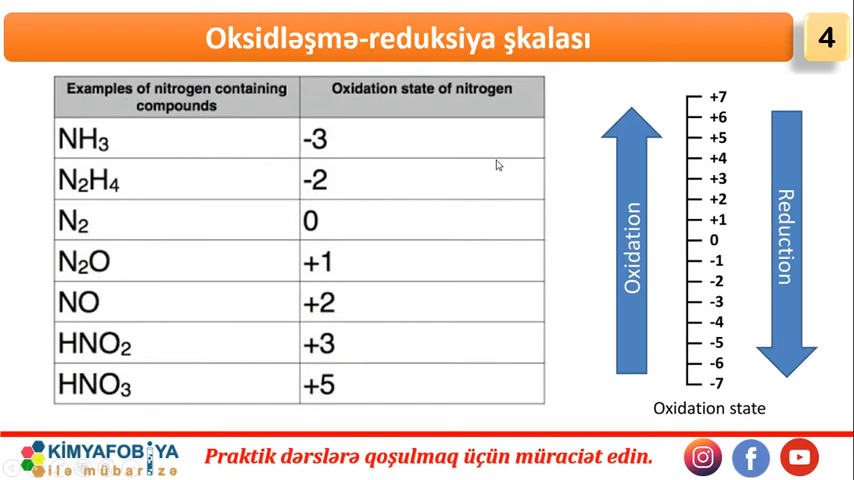 Oksidləşmə-reduksiya şkalası
4
Examples of nitrogen containing
compounds
Oxidation state of nitrogen
NH₃ -3
N₂H₄ -2
N₂ 0
N₂O +1
NO +2
HNO₂ +3
HNO₃ +5
Oxidation
+7
+6
+5
+4
+3
+2
+1
0
-1
-2
-3
-4
-5
-6
-7
Reduction
Oxidation state
KİMYAFOBİYA
ilə mübarizə
Praktik dərslərə qoşulmaq üçün müraciət edin.